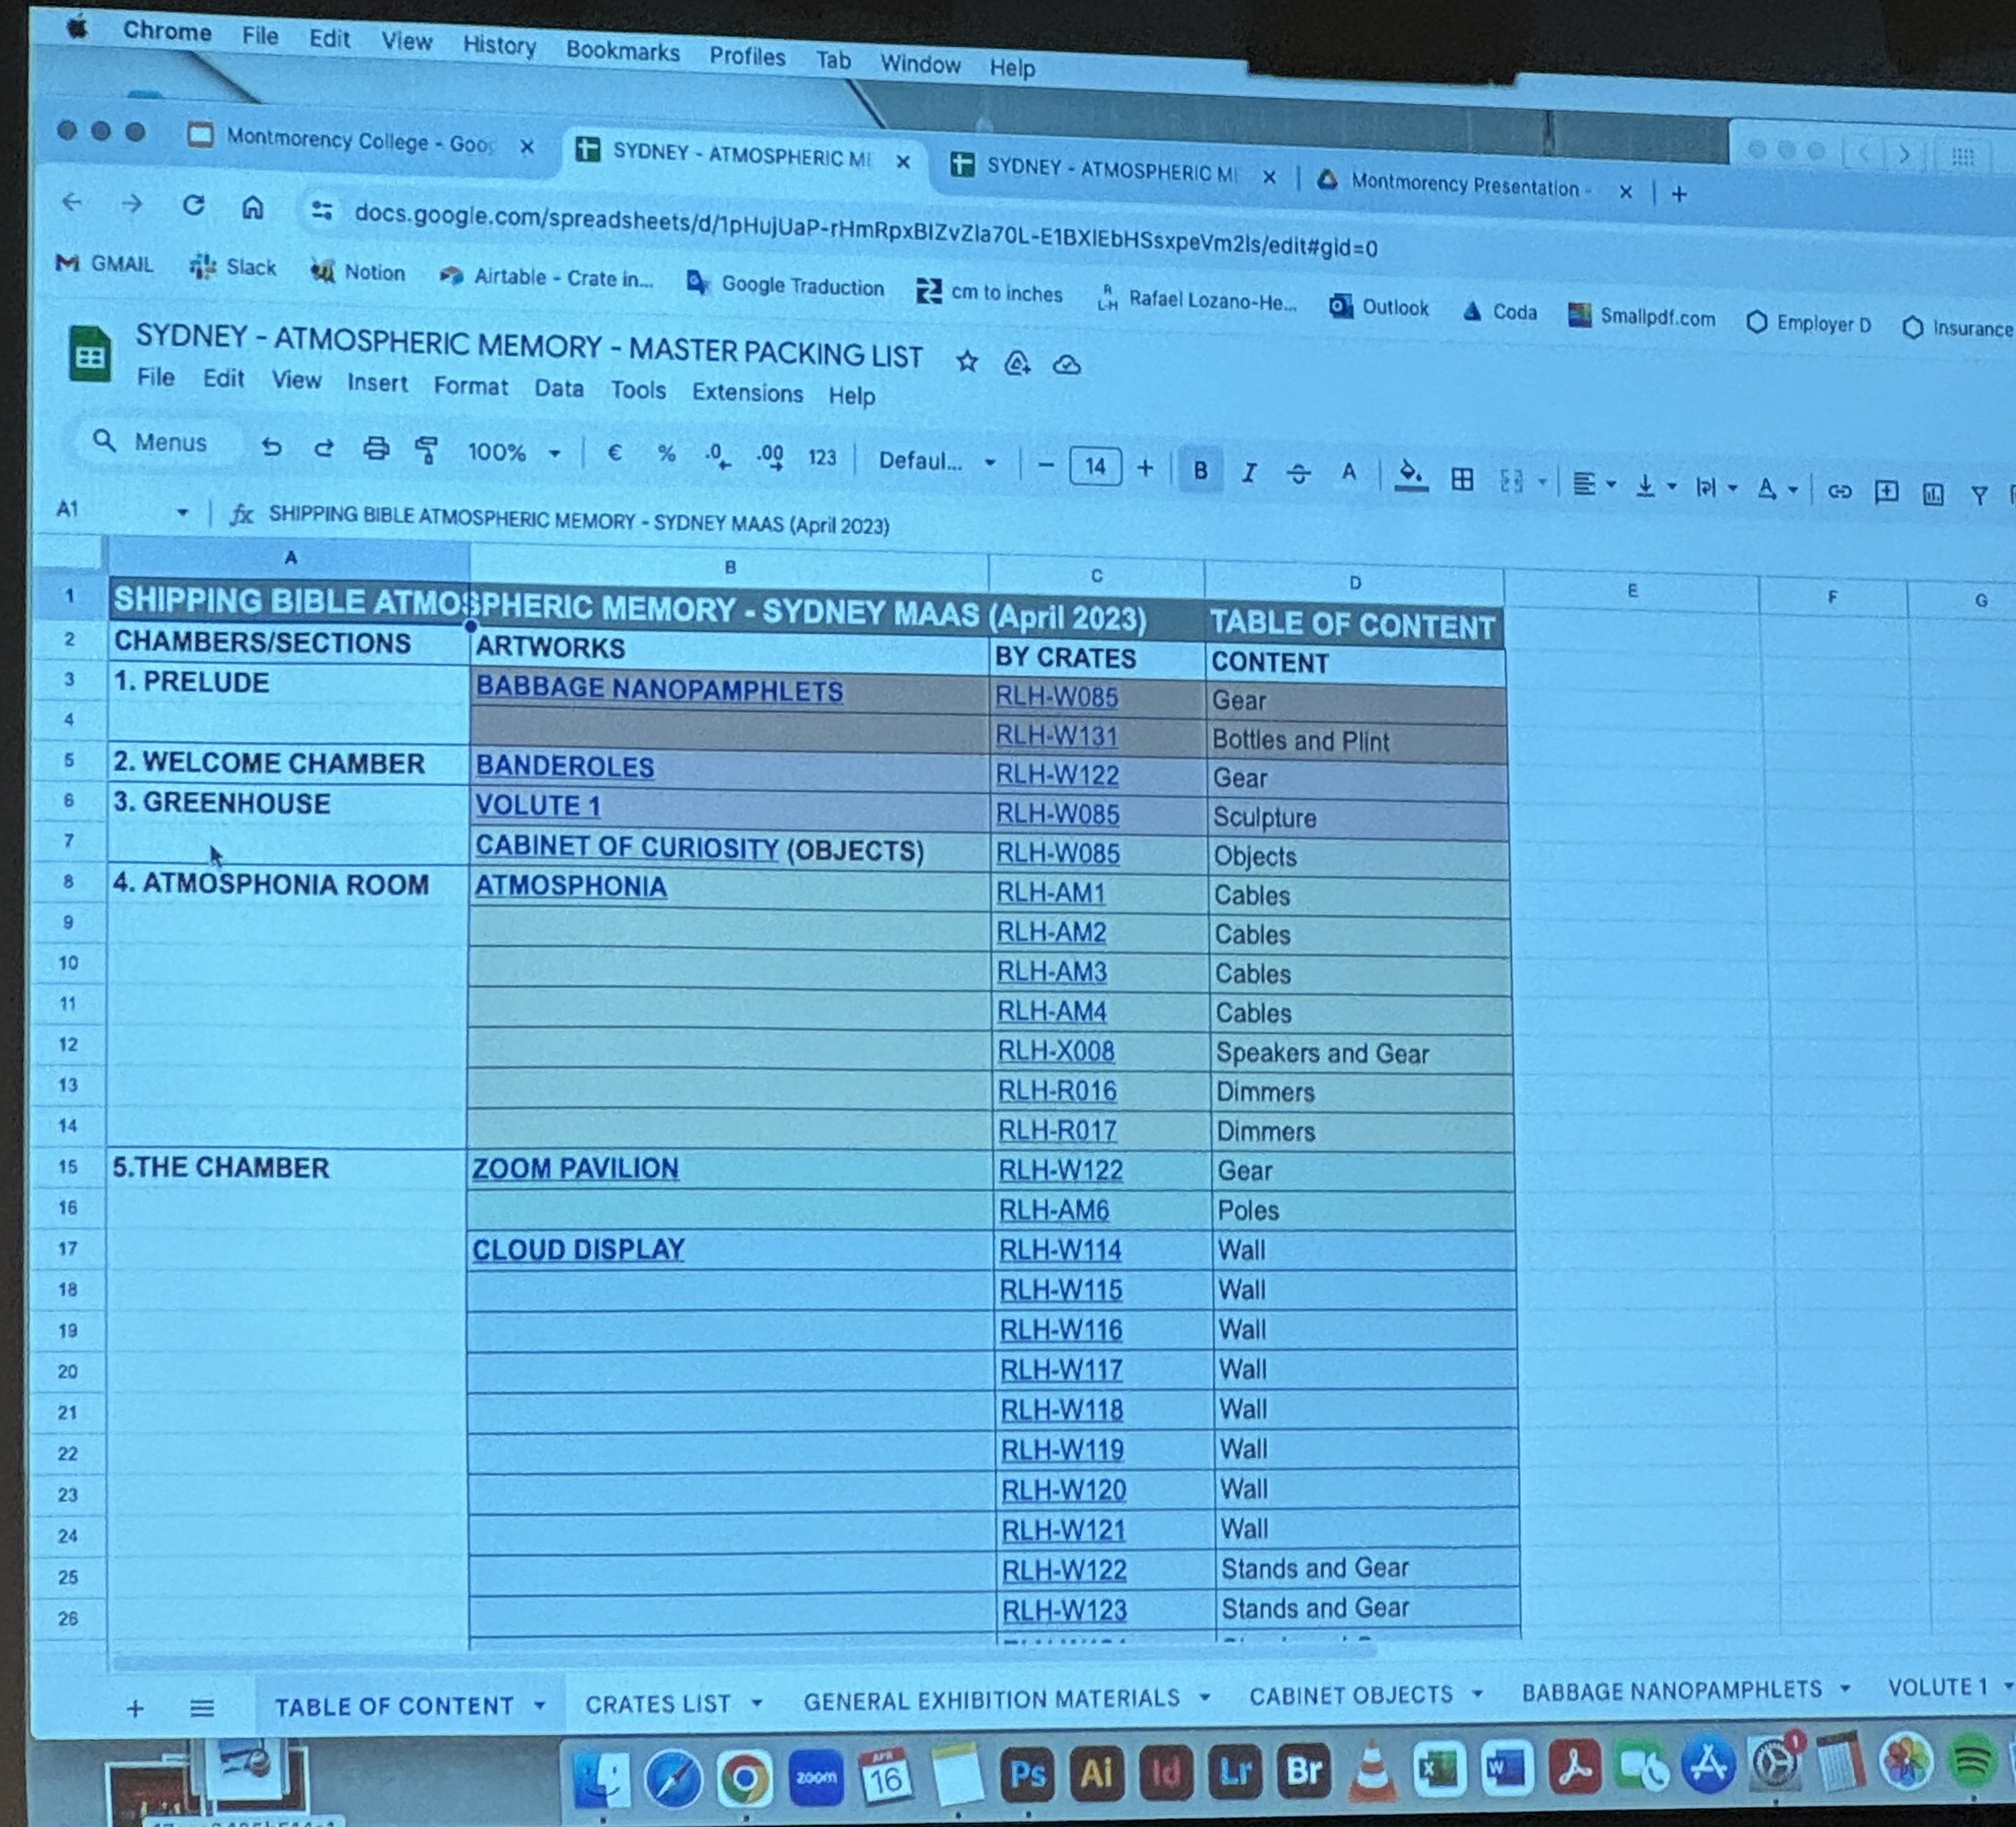 Chrome File Edit View History Bookmarks Profiles Tab Window Help
Montmorency College - Goo SYDNEY - ATMOSPHERIC ME SYDNEY - ATMOSPHERIC ME Montmorency Presentation -
docs.google.com/spreadsheets/d/
GMAIL Slack Notion Airtable - Crate in... Google Traduction cm to inches R L-H Rafael Lozano-He... Outlook Coda Smallpdf.com Employer D Insurance
SYDNEY - ATMOSPHERIC MEMORY - MASTER PACKING LIST
File Edit View Insert Format Data Tools Extensions Help
Menus 100% € % .0 .00 123 Defaul... − 14 + B I S A A
A1 fx SHIPPING BIBLE ATMOSPHERIC MEMORY - SYDNEY MAAS (April 2023)
A B C D E F G
1 SHIPPING BIBLE ATMOSPHERIC MEMORY - SYDNEY MAAS (April 2023) TABLE OF CONTENT
2 CHAMBERS/SECTIONS ARTWORKS BY CRATES CONTENT
3 1. PRELUDE BABBAGE NANOPAMPHLETS RLH-W085 Gear
4 RLH-W131 Bottles and Plint
5 2. WELCOME CHAMBER BANDEROLES RLH-W122 Gear
6 3. GREENHOUSE VOLUTE 1 RLH-W085 Sculpture
7 CABINET OF CURIOSITY (OBJECTS) RLH-W085 Objects
8 4. ATMOSPHONIA ROOM ATMOSPHONIA RLH-AM1 Cables
9 RLH-AM2 Cables
10 RLH-AM3 Cables
11 RLH-AM4 Cables
12 RLH-X008 Speakers and Gear
13 RLH-R016 Dimmers
14 RLH-R017 Dimmers
15 5.THE CHAMBER ZOOM PAVILION RLH-W122 Gear
16 RLH-AM6 Poles
17 CLOUD DISPLAY RLH-W114 Wall
18 RLH-W115 Wall
19 RLH-W116 Wall
20 RLH-W117 Wall
21 RLH-W118 Wall
22 RLH-W119 Wall
23 RLH-W120 Wall
24 RLH-W121 Wall
25 RLH-W122 Stands and Gear
26 RLH-W123 Stands and Gear
+ TABLE OF CONTENT CRATES LIST GENERAL EXHIBITION MATERIALS CABINET OBJECTS BABBAGE NANOPAMPHLETS VOLUTE 1
zoom APR 16 Ps Ai Id Lr Br X W 1